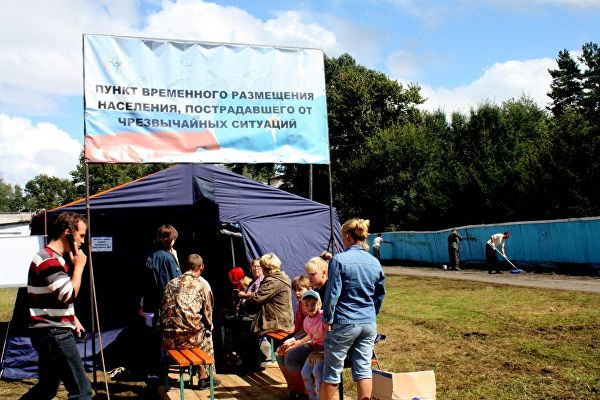 ПУНКТ ВРЕМЕННОГО РАЗМЕЩЕНИЯ
НАСЕЛЕНИЯ, ПОСТРАДАВШЕГО ОТ
ЧРЕЗВЫЧАЙНЫХ СИТУАЦИЙ